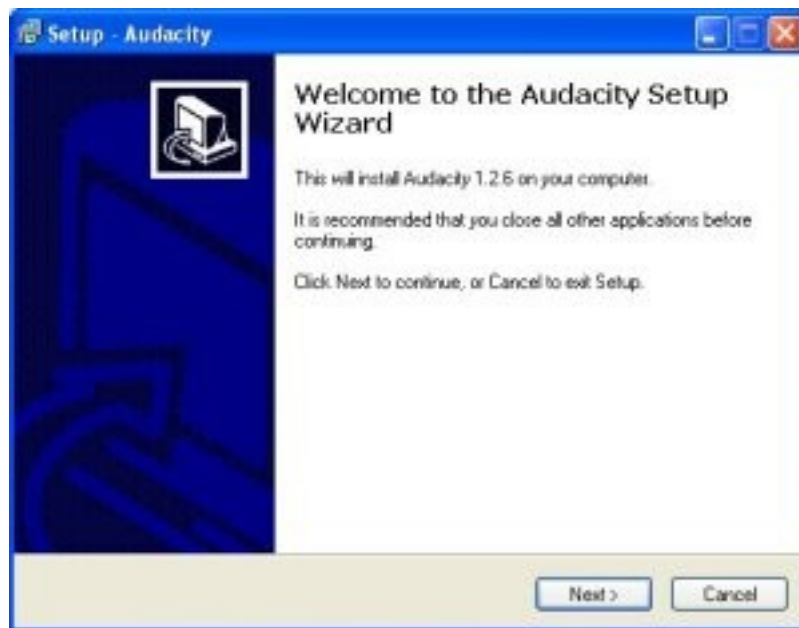 Setup - Audacity
Welcome to the Audacity Setup
Wizard
This will install Audacity 1.2.6 on your computer.
It is recommended that you close all other applications before
continuing.
Click Next to continue, or Cancel to exit Setup.
Next >
Cancel